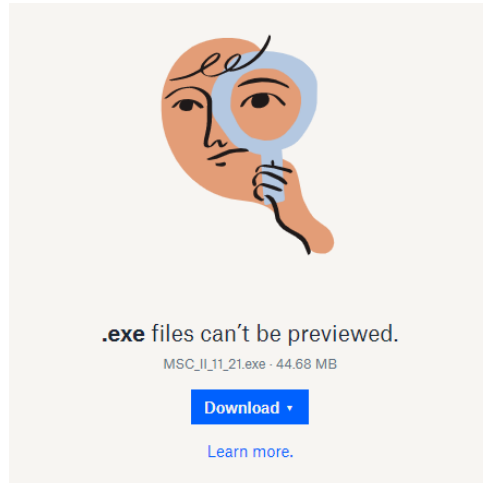 .exe files can’t be previewed.
MSC_II_11_21.exe · 44.68 MB
Download
Learn more.